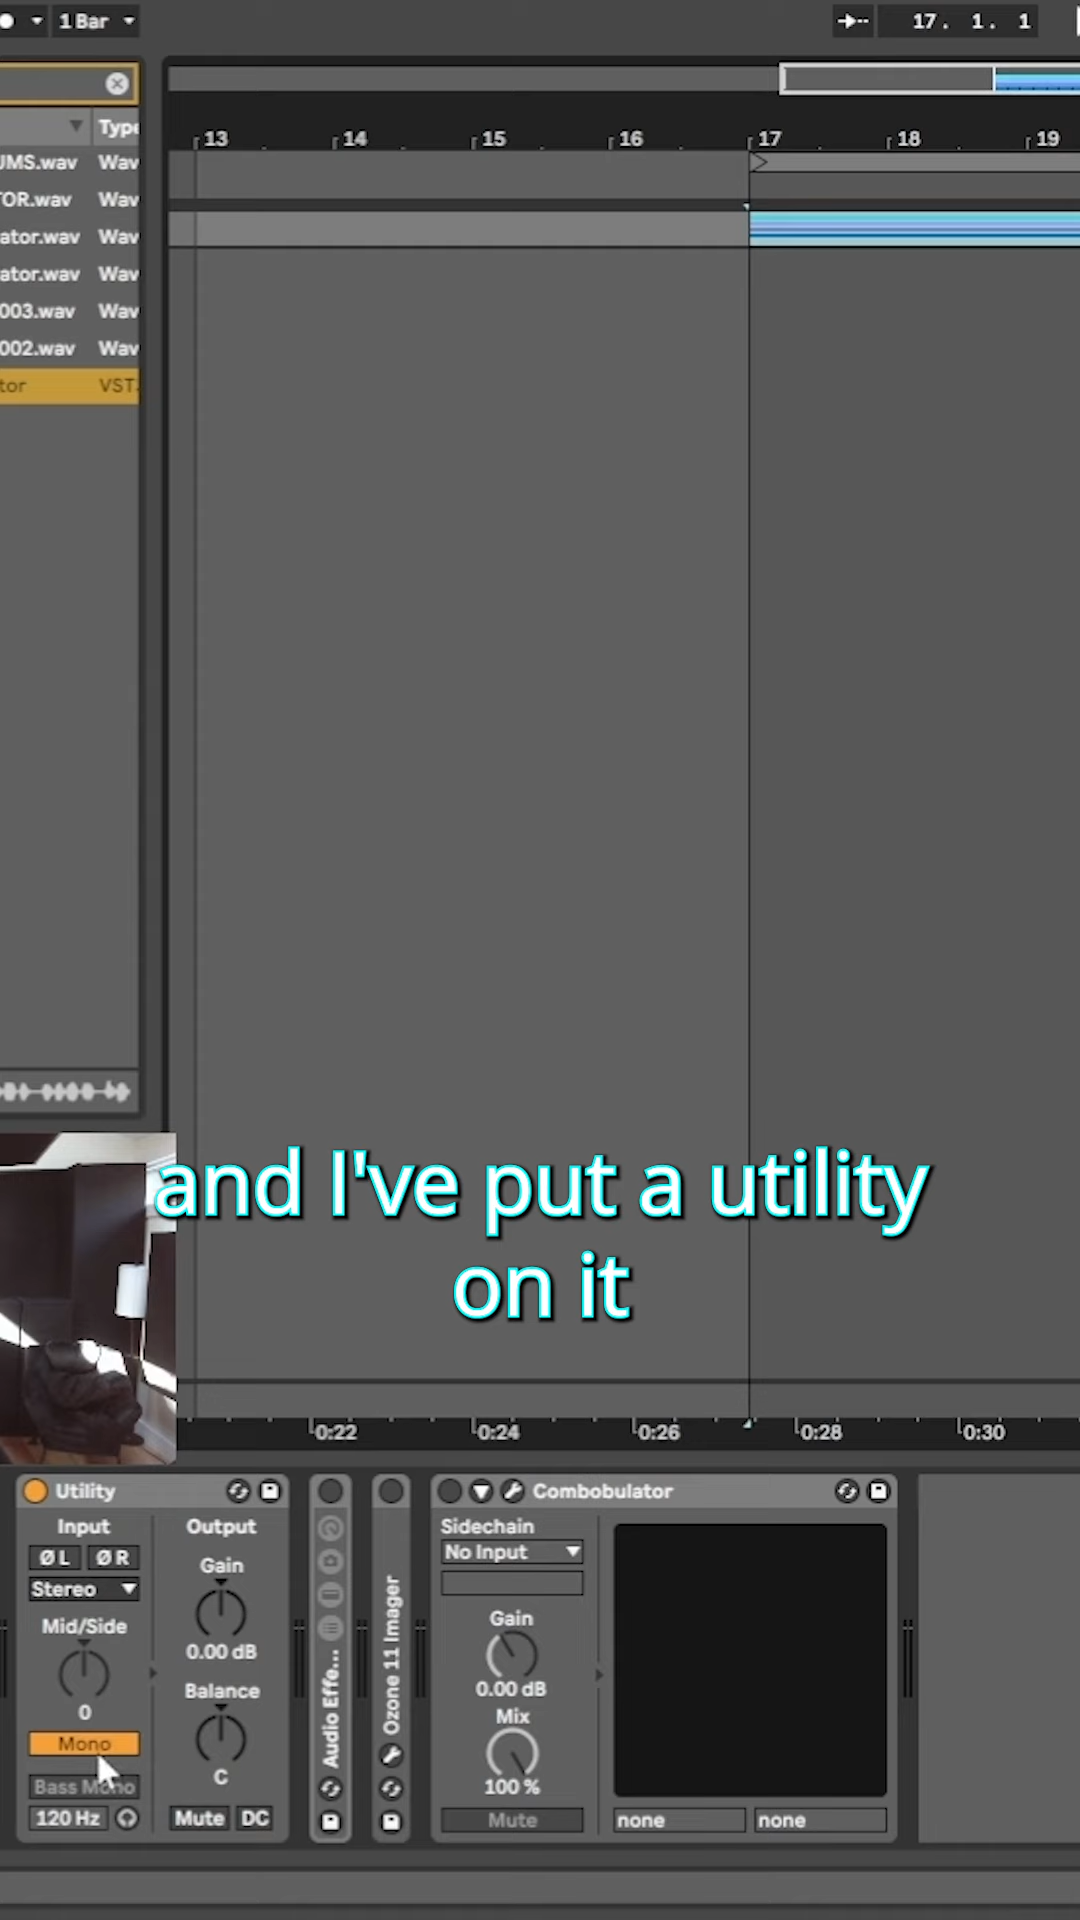 1 Bar
17. 1. 1
Type
13 14 15 16 17 18 19
UMS.wav Wav
TOR.wav Wav
ator.wav Wav
ator.wav Wav
003.wav Wav
002.wav Wav
tor VST
and I've put a utility
on it
0:22 0:24 0:26 0:28 0:30
Utility
Input Output
Ø L Ø R
Gain
Stereo
Mid/Side
0.00 dB
Balance
0
Mono
C
Bass Mono
120 Hz Mute DC
Audio Effe...
Ozone 11 Imager
Combobulator
Sidechain
No Input
Gain
0.00 dB
Mix
100 %
Mute
none none